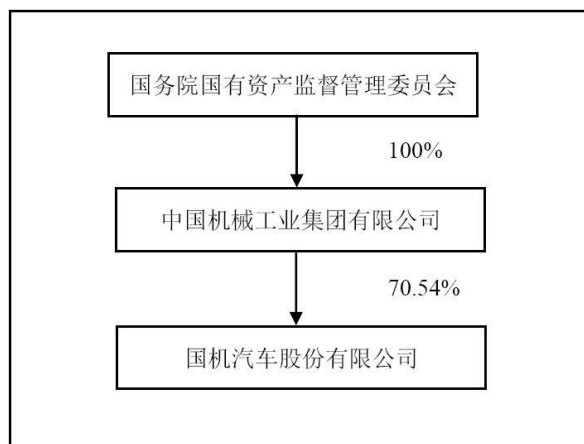 国务院国有资产监督管理委员会
100%
中国机械工业集团有限公司
70.54%
国机汽车股份有限公司